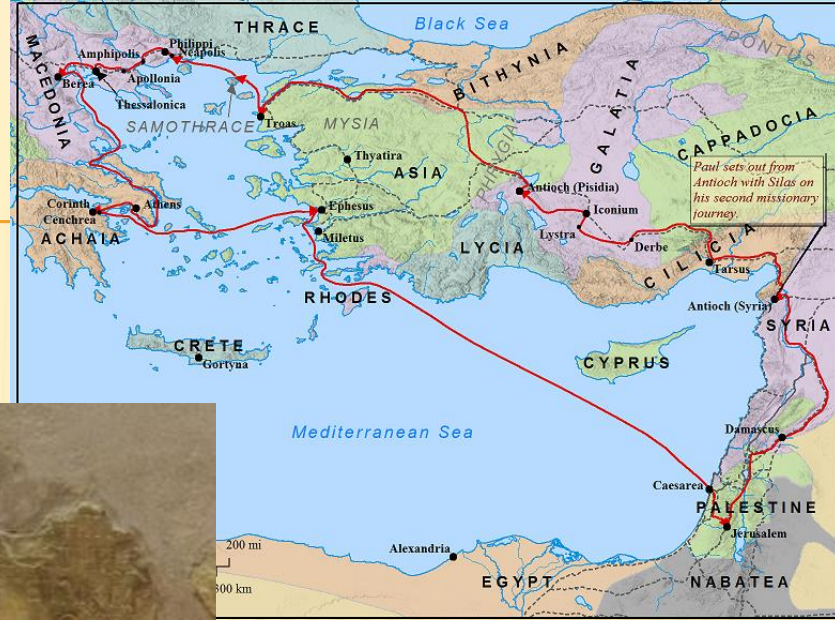 Black Sea
THRACE
PONTUS
BITHYNIA
Philippi
Neapolis
Amphipolis
Apollonia
MACEDONIA
Berea
Thessalonica
GALATIA
SAMOTHRACE
Troas
MYSIA
CAPPADOCIA
Thyatira
ASIA
PHRYGIA
Paul sets out from
Antioch with Silas on
his second missionary
journey.
Antioch (Pisidia)
Corinth
Cenchrea
Athens
Ephesus
Iconium
ACHAIA
Miletus
Lystra
Derbe
LYCIA
CILICIA
Tarsus
RHODES
Antioch (Syria)
SYRIA
CRETE
Gortyna
CYPRUS
Mediterranean Sea
Damascus
Caesarea
PALESTINE
Jerusalem
200 mi
Alexandria
EGYPT
NABATEA
km